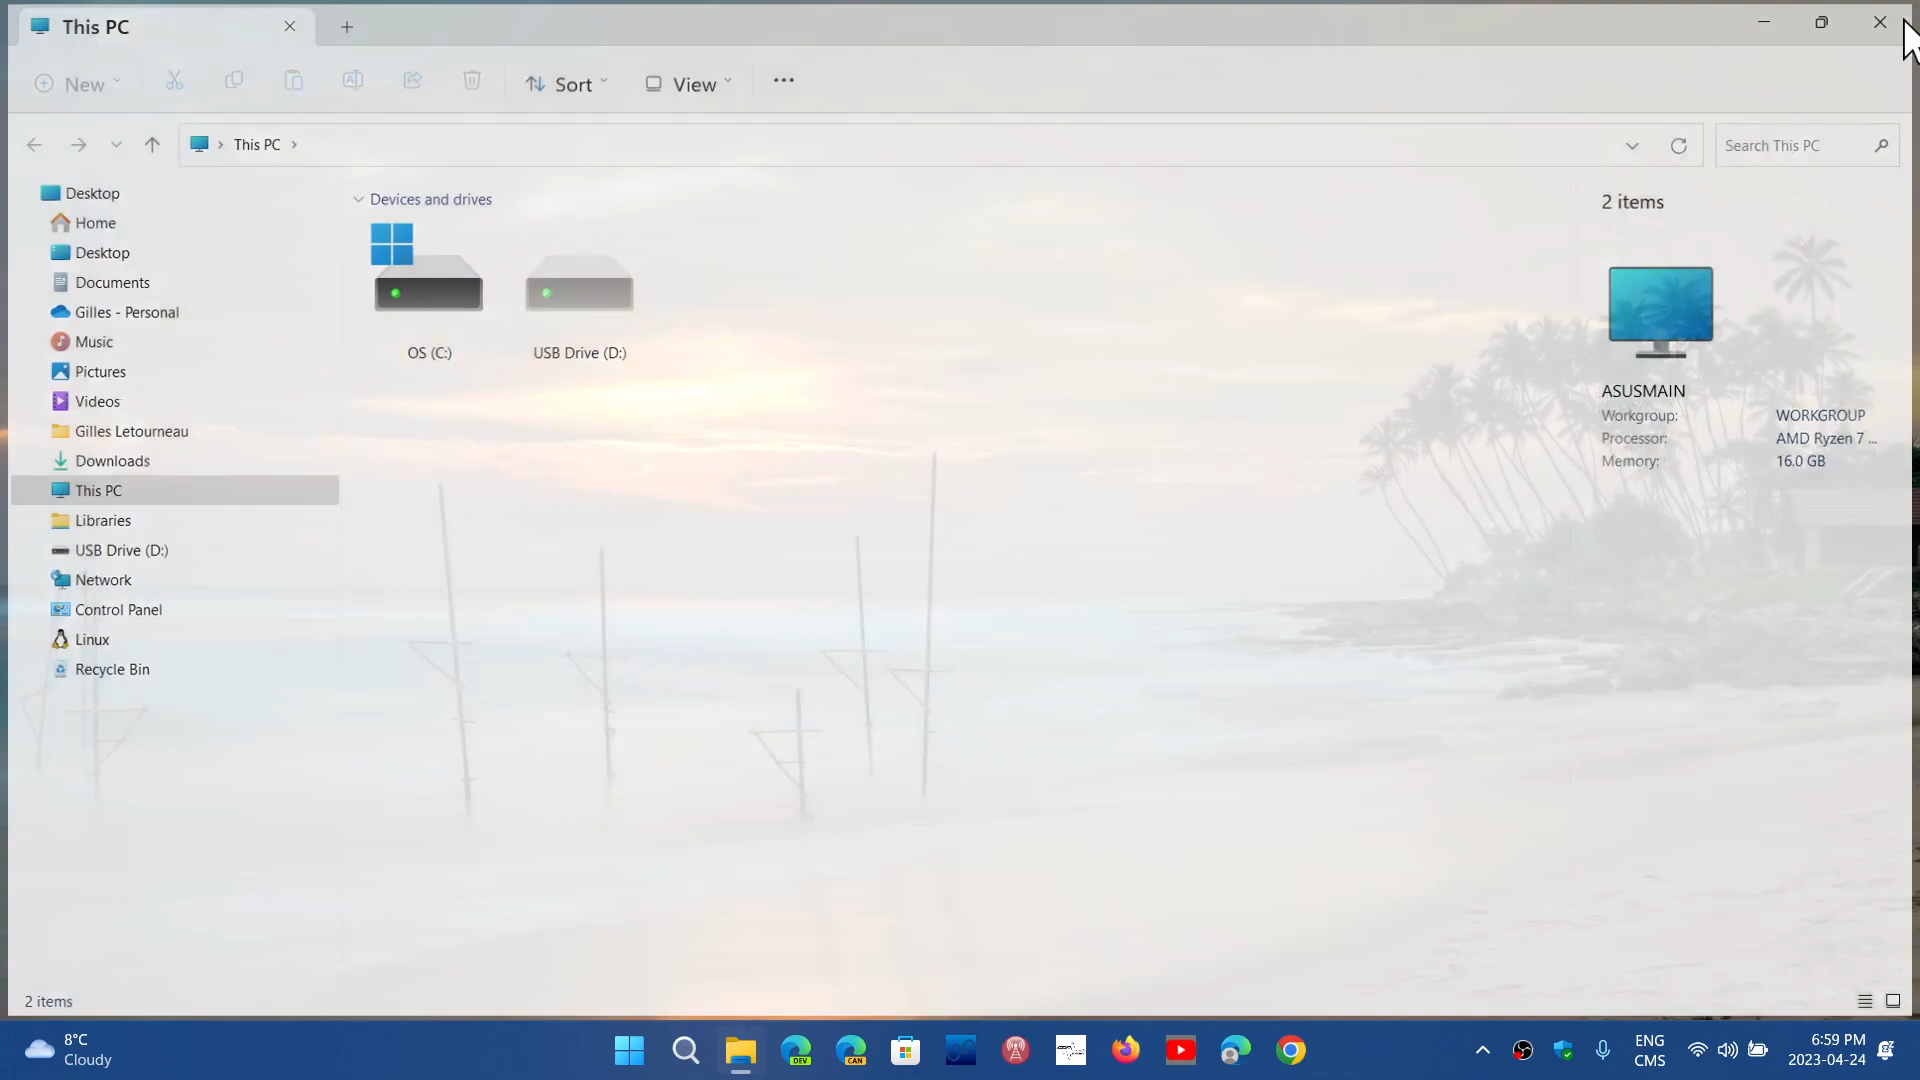 This PC
New
Sort
View
This PC
Search This PC
Desktop
Home
Desktop
Documents
Gilles - Personal
Music
Pictures
Videos
Gilles Letourneau
Downloads
This PC
Libraries
USB Drive (D:)
Network
Control Panel
Linux
Recycle Bin
Devices and drives
OS (C:)
USB Drive (D:)
2 items
ASUSMAIN
Workgroup: WORKGROUP
Processor: AMD Ryzen 7 ...
Memory: 16.0 GB
2 items
8°C
Cloudy
DEV
CAN
ENG
CMS
6:59 PM
2023-04-24